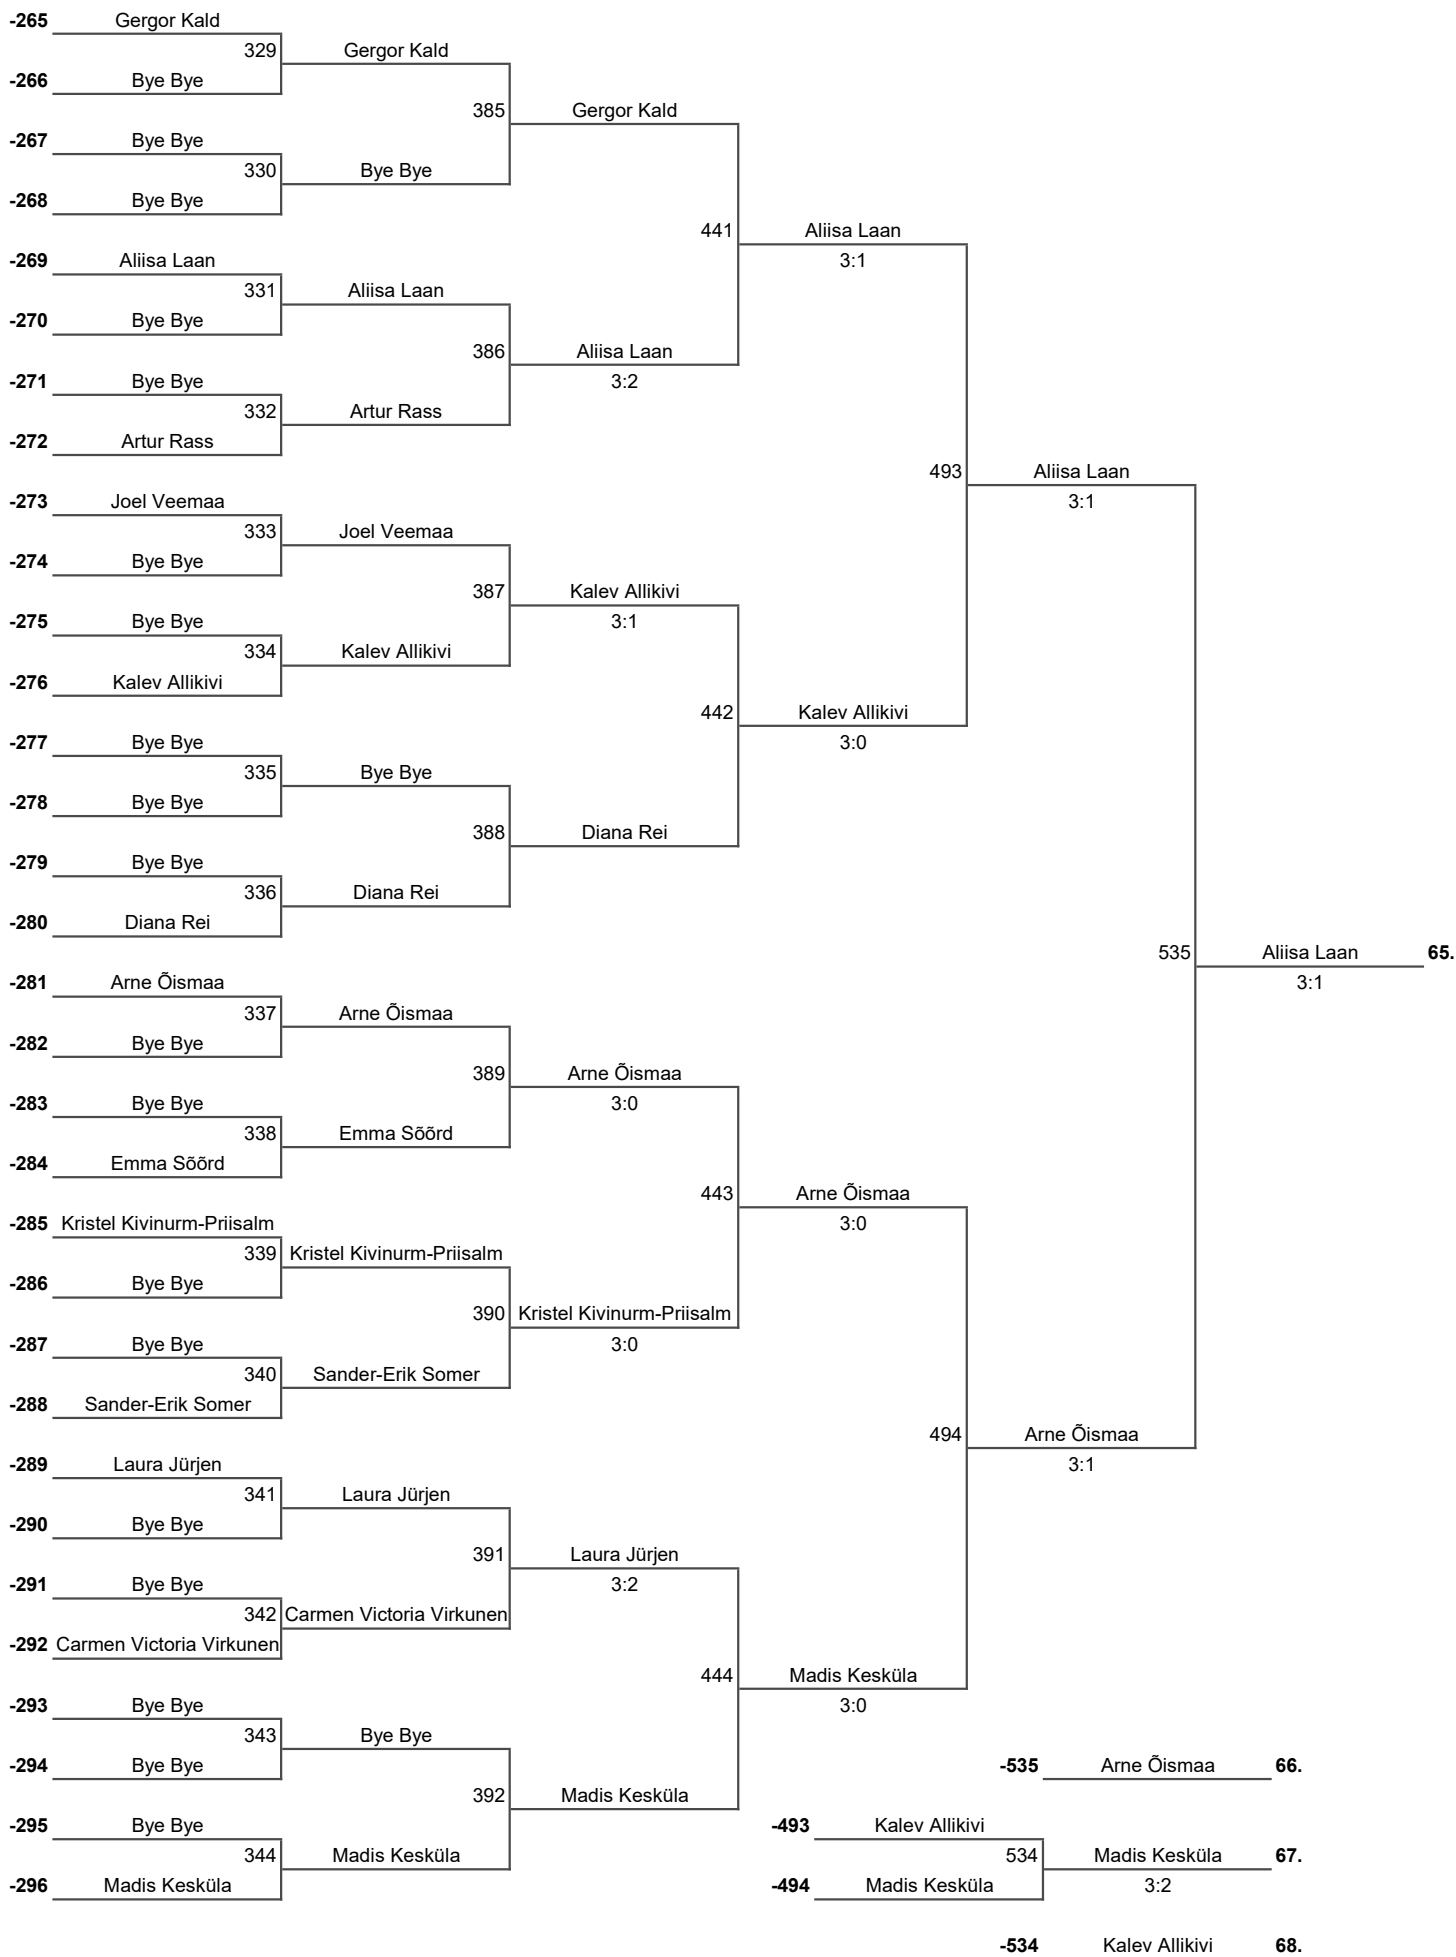 -265 Gergor Kald
329 Gergor Kald
-266 Bye Bye
385 Gergor Kald
-267 Bye Bye
330 Bye Bye
-268 Bye Bye
441 Aliisa Laan
-269 Aliisa Laan
3:1
331 Aliisa Laan
-270 Bye Bye
386 Aliisa Laan
-271 Bye Bye
3:2
332 Artur Rass
-272 Artur Rass
493 Aliisa Laan
-273 Joel Veemaa
3:1
333 Joel Veemaa
-274 Bye Bye
387 Kalev Allikivi
-275 Bye Bye
3:1
334 Kalev Allikivi
-276 Kalev Allikivi
442 Kalev Allikivi
-277 Bye Bye
3:0
335 Bye Bye
-278 Bye Bye
388 Diana Rei
-279 Bye Bye
336 Diana Rei
-280 Diana Rei
535 Aliisa Laan 65.
-281 Arne Õismaa
3:1
337 Arne Õismaa
-282 Bye Bye
389 Arne Õismaa
-283 Bye Bye
3:0
338 Emma Sõõrd
-284 Emma Sõõrd
443 Arne Õismaa
-285 Kristel Kivinurm-Priisalm
3:0
339 Kristel Kivinurm-Priisalm
-286 Bye Bye
390 Kristel Kivinurm-Priisalm
-287 Bye Bye
3:0
340 Sander-Erik Somer
-288 Sander-Erik Somer
494 Arne Õismaa
-289 Laura Jürjen
3:1
341 Laura Jürjen
-290 Bye Bye
391 Laura Jürjen
-291 Bye Bye
3:2
342 Carmen Victoria Virkunen
-292 Carmen Victoria Virkunen
444 Madis Kesküla
-293 Bye Bye
3:0
343 Bye Bye
-294 Bye Bye
-535 Arne Õismaa 66.
392 Madis Kesküla
-295 Bye Bye
-493 Kalev Allikivi
344 Madis Kesküla
534 Madis Kesküla 67.
-296 Madis Kesküla
-494 Madis Kesküla
3:2
-534 Kalev Allikivi 68.